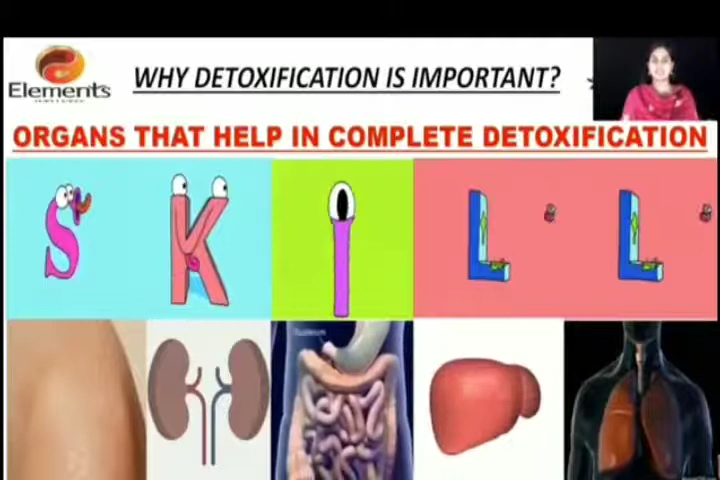 Elements
WHY DETOXIFICATION IS IMPORTANT?
ORGANS THAT HELP IN COMPLETE DETOXIFICATION
S K I L L